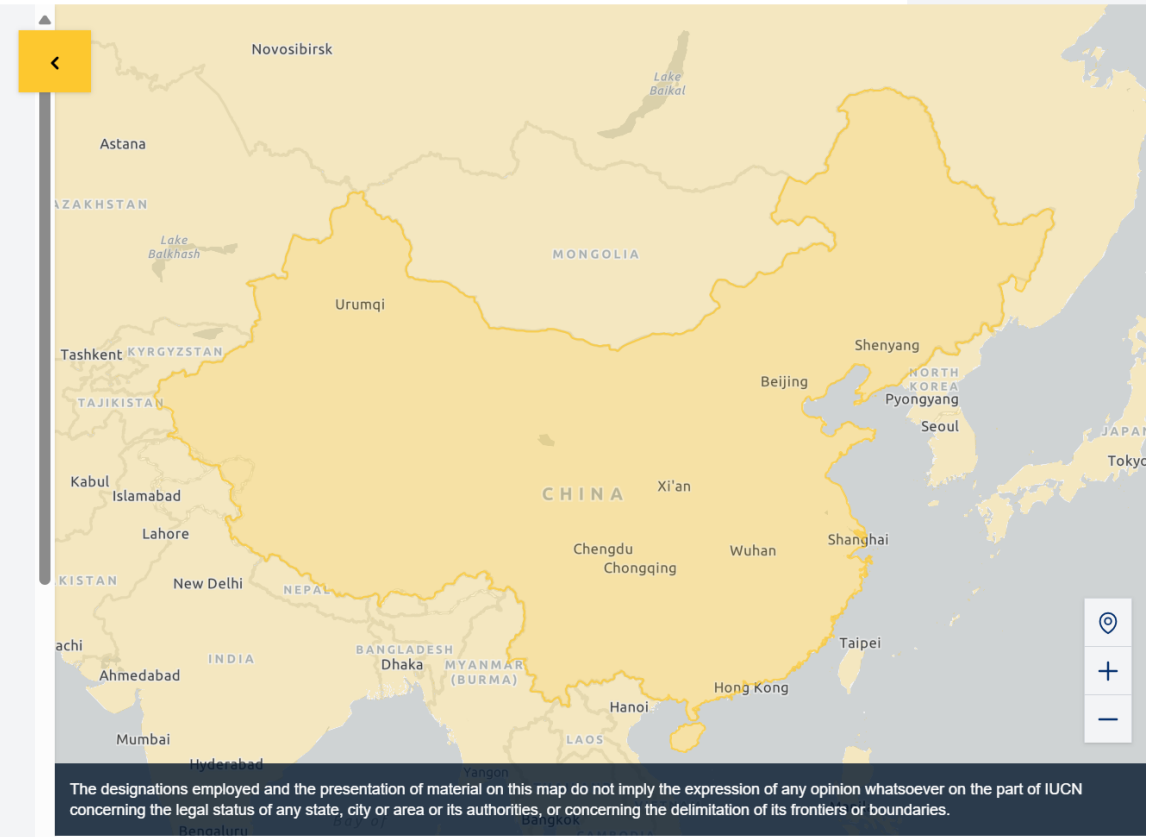 Novosibirsk
Lake
Baikal
Astana
AZAKHSTAN
Lake
Balkhash
MONGOLIA
Urumqi
Tashkent
KYRGYZSTAN
Shenyang
NORTH
KOREA
Beijing
Pyongyang
TAJIKISTAN
Seoul
JAPAN
Tokyo
Kabul
Islamabad
CHINA
Xi'an
Lahore
Shanghai
Chengdu
Wuhan
Chongqing
KISTAN
New Delhi
NEPAL
achi
Taipei
INDIA
BANGLADESH
Dhaka
MYANMAR
(BURMA)
Ahmedabad
Hong Kong
Hanoi
Mumbai
LAOS
Hyderabad
Yangon
The designations employed and the presentation of material on this map do not imply the expression of any opinion whatsoever on the part of IUCN
concerning the legal status of any state, city or area or its authorities, or concerning the delimitation of its frontiers or boundaries.
Bay of
Bangkok
Bengaluru
CAMBODIA